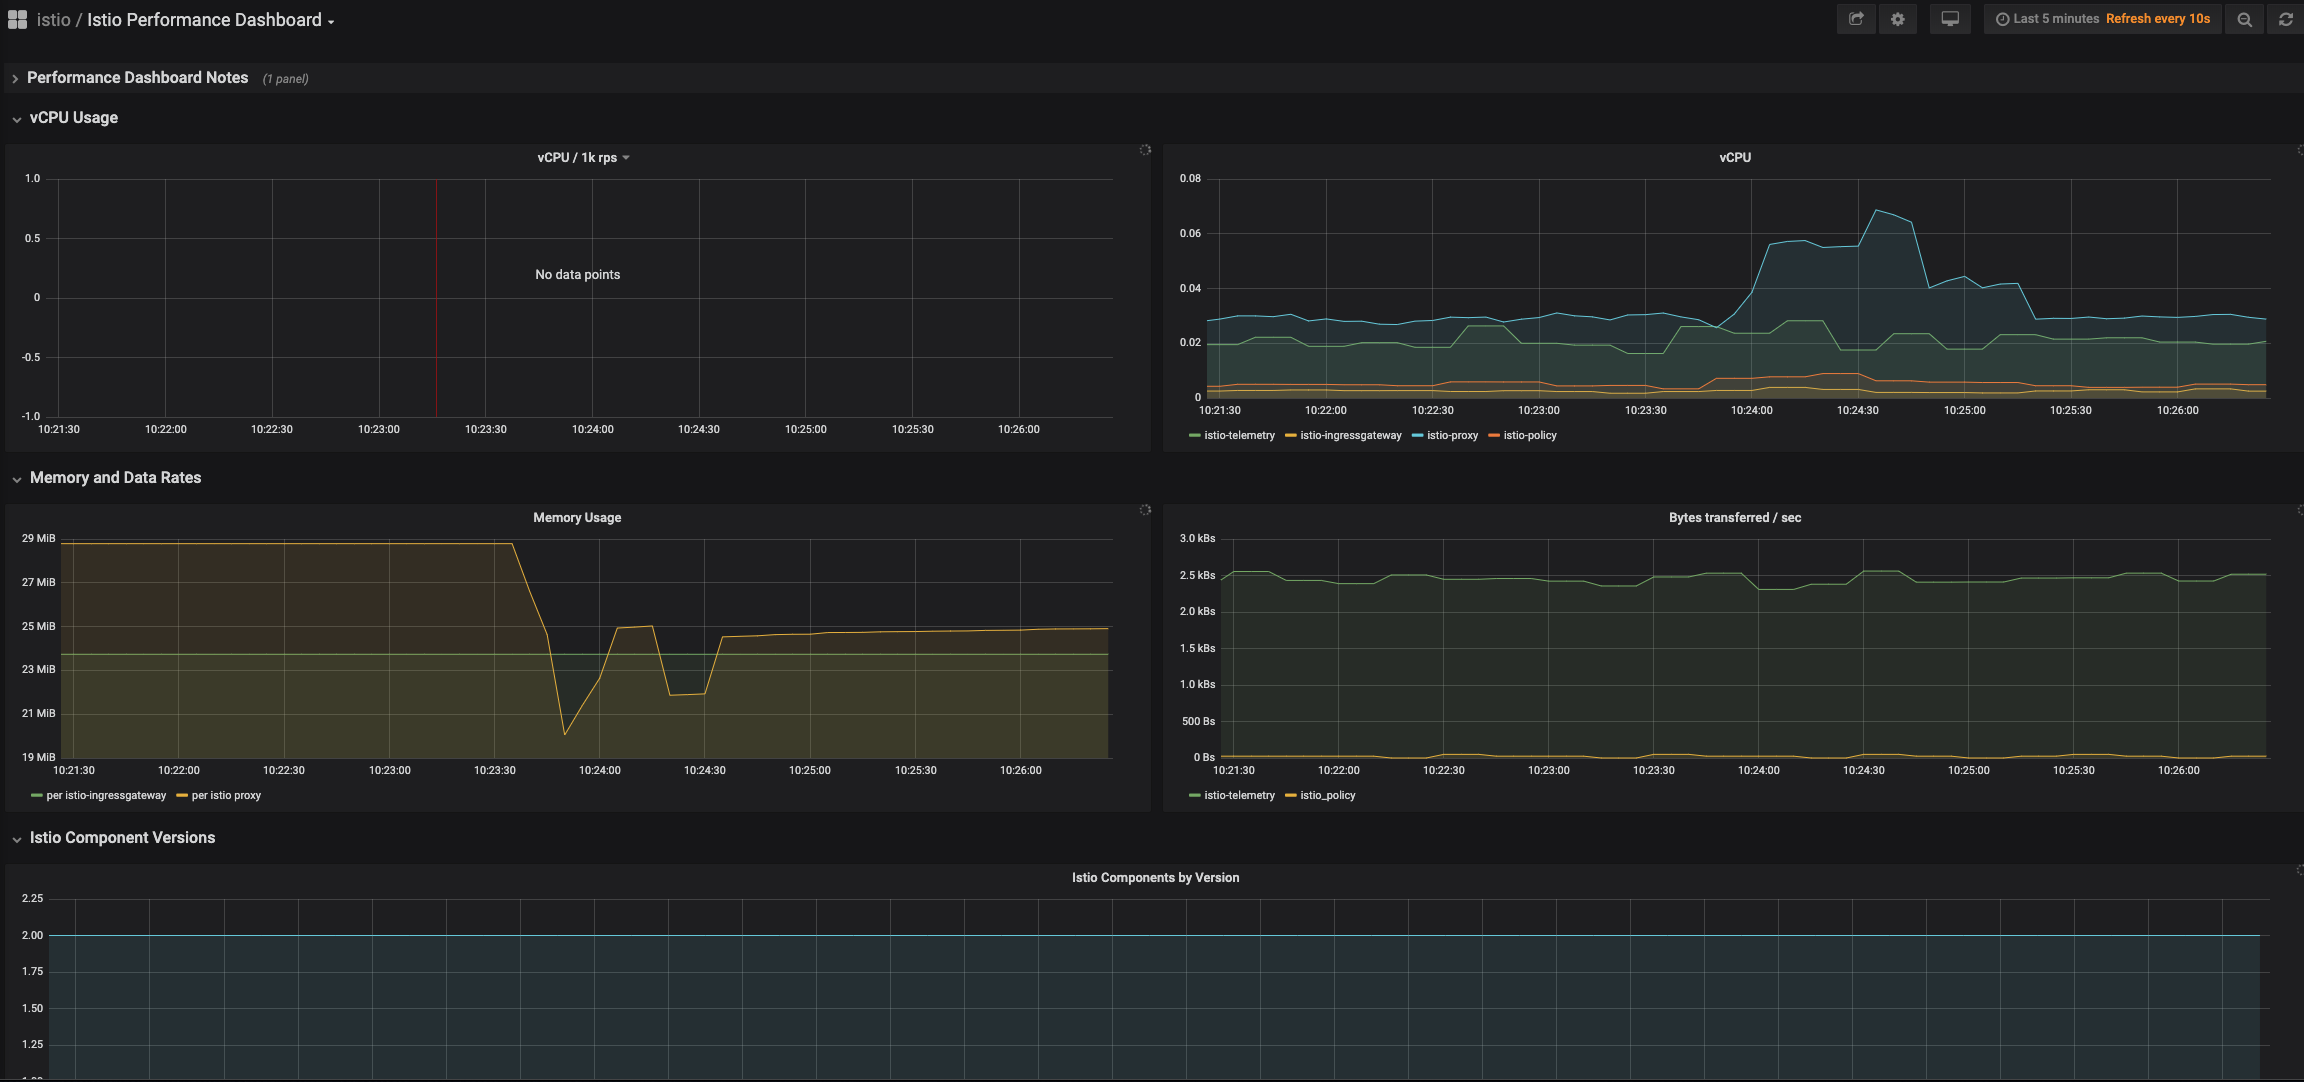 istio / Istio Performance Dashboard
Last 5 minutes Refresh every 10s
Performance Dashboard Notes (1 panel)
vCPU Usage
vCPU / 1k rps
1.0
0.5
0
-0.5
-1.0
No data points
10:21:30 10:22:00 10:22:30 10:23:00 10:23:30 10:24:00 10:24:30 10:25:00 10:25:30 10:26:00
vCPU
0.08
0.06
0.04
0.02
0
10:21:30 10:22:00 10:22:30 10:23:00 10:23:30 10:24:00 10:24:30 10:25:00 10:25:30 10:26:00
istio-telemetry istio-ingressgateway istio-proxy istio-policy
Memory and Data Rates
Memory Usage
29 MiB
27 MiB
25 MiB
23 MiB
21 MiB
19 MiB
10:21:30 10:22:00 10:22:30 10:23:00 10:23:30 10:24:00 10:24:30 10:25:00 10:25:30 10:26:00
per istio-ingressgateway per istio proxy
Bytes transferred / sec
3.0 kBs
2.5 kBs
2.0 kBs
1.5 kBs
1.0 kBs
500 Bs
0 Bs
10:21:30 10:22:00 10:22:30 10:23:00 10:23:30 10:24:00 10:24:30 10:25:00 10:25:30 10:26:00
istio-telemetry istio_policy
Istio Component Versions
Istio Components by Version
2.25
2.00
1.75
1.50
1.25